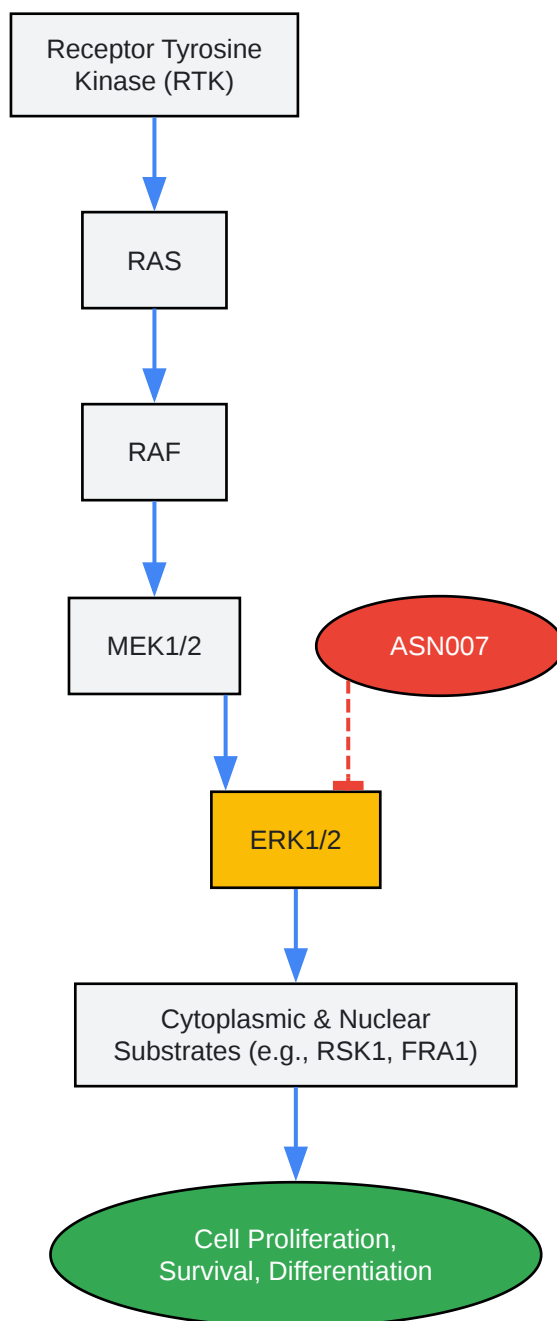 Receptor Tyrosine
Kinase (RTK)
RAS
RAF
MEK1/2
ASN007
ERK1/2
Cytoplasmic & Nuclear
Substrates (e.g., RSK1, FRA1)
Cell Proliferation,
Survival, Differentiation